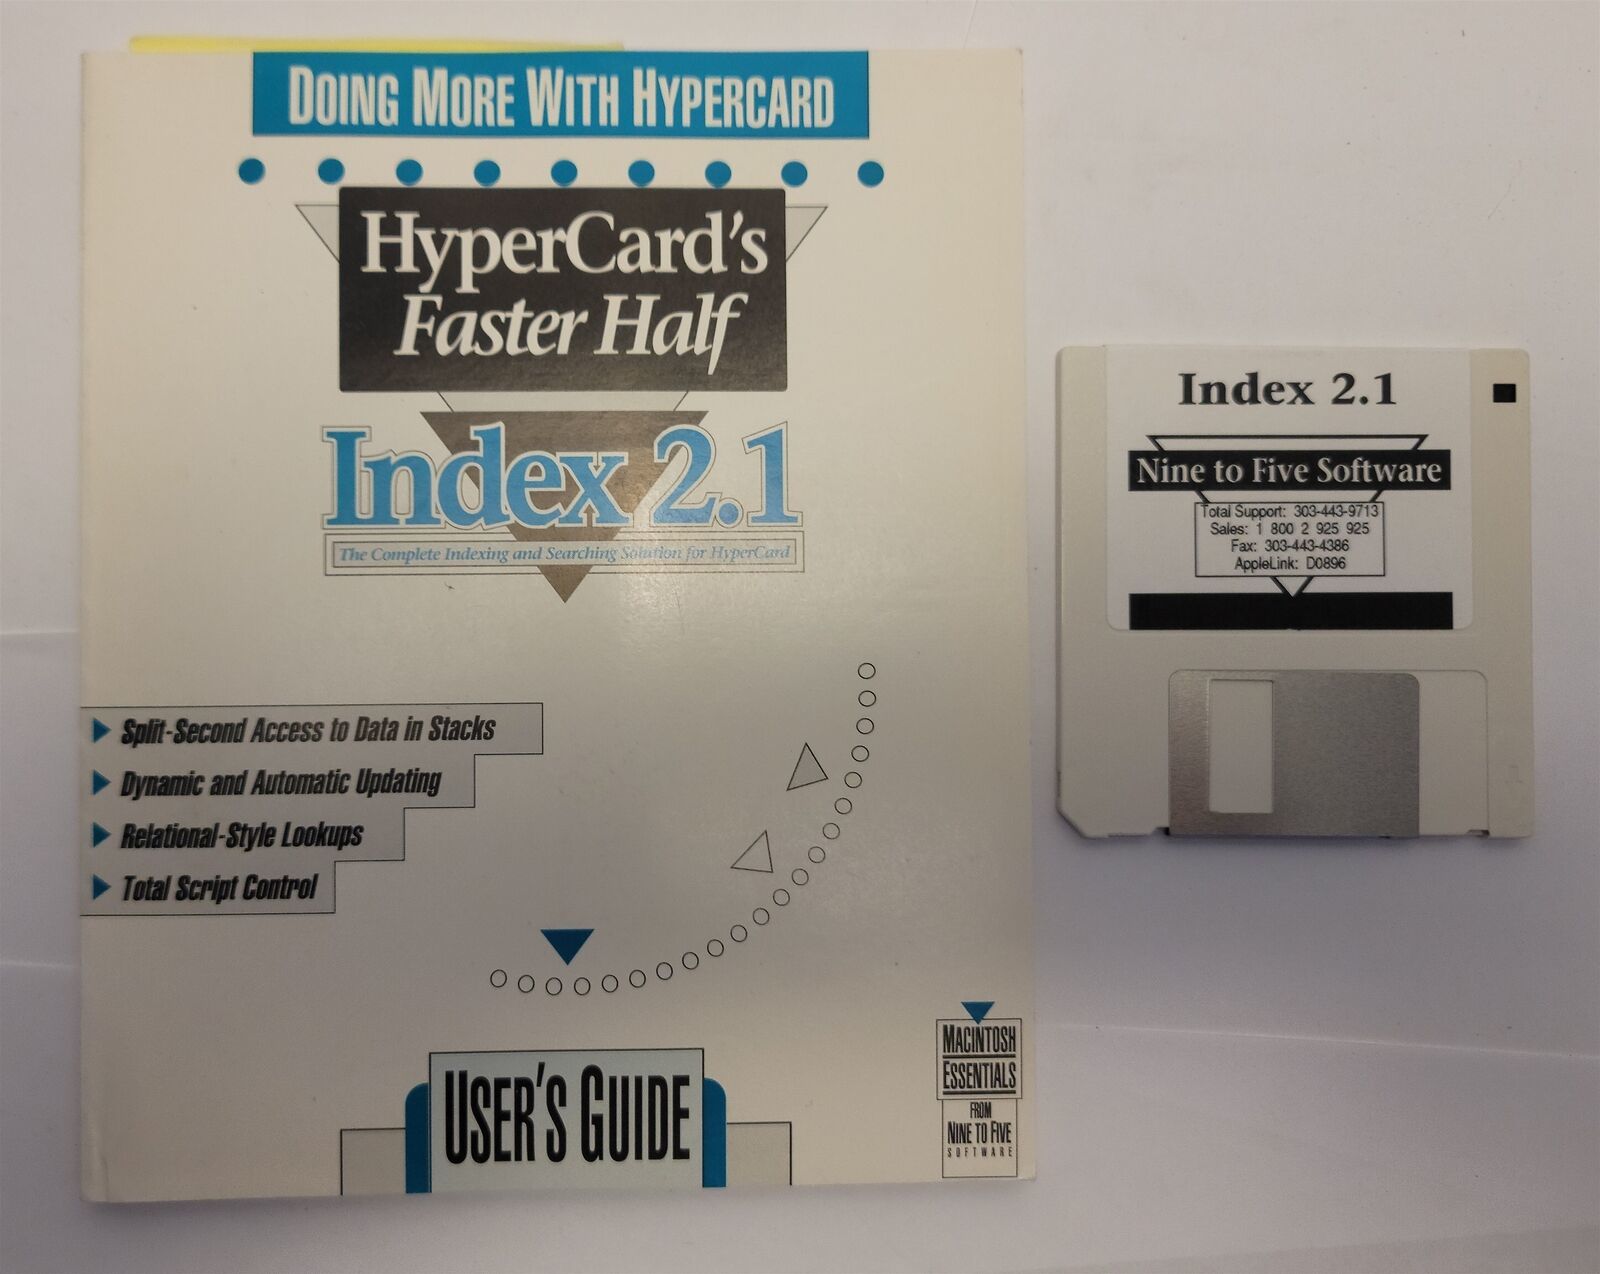 DOING MORE WITH HYPERCARD
HyperCard's
Faster Half
Index 2.1
The Complete Indexing and Searching Solution for HyperCard
Split-Second Access to Data in Stacks
Dynamic and Automatic Updating
Relational-Style Lookups
Total Script Control
USER'S GUIDE
MACINTOSH
ESSENTIALS
FROM
NINE TO FIVE
SOFTWARE
Index 2.1
Nine to Five Software
Total Support: 303-443-9713
Sales: 1 800 2 925 925
Fax: 303-443-4386
AppleLink: D0896